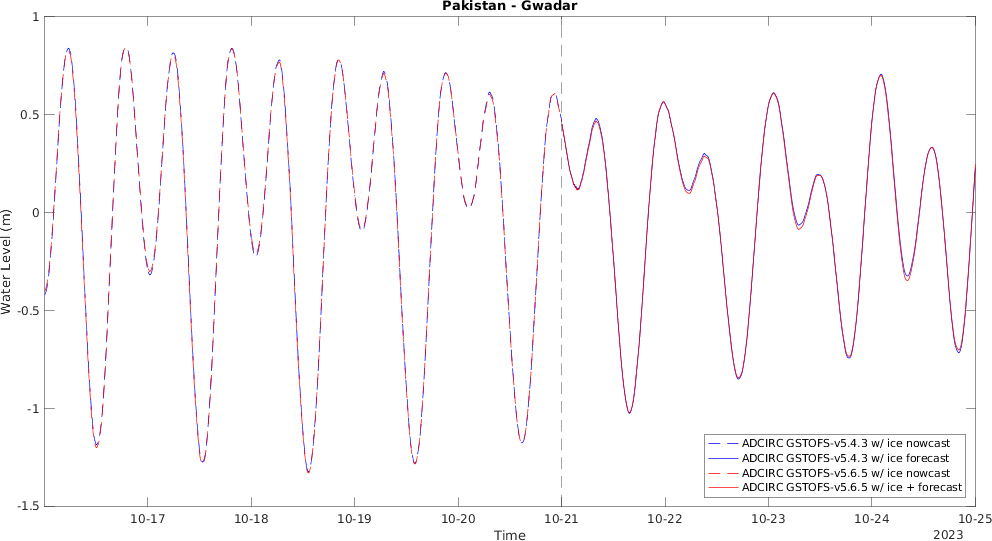 Pakistan - Gwadar
1
0.5
0
-0.5
-1
-1.5
Water Level (m)
10-17 10-18 10-19 10-20 10-21 10-22 10-23 10-24 10-25
Time
2023
ADCIRC GSTOFS-v5.4.3 w/ ice nowcast
ADCIRC GSTOFS-v5.4.3 w/ ice forecast
ADCIRC GSTOFS-v5.6.5 w/ ice nowcast
ADCIRC GSTOFS-v5.6.5 w/ ice + forecast